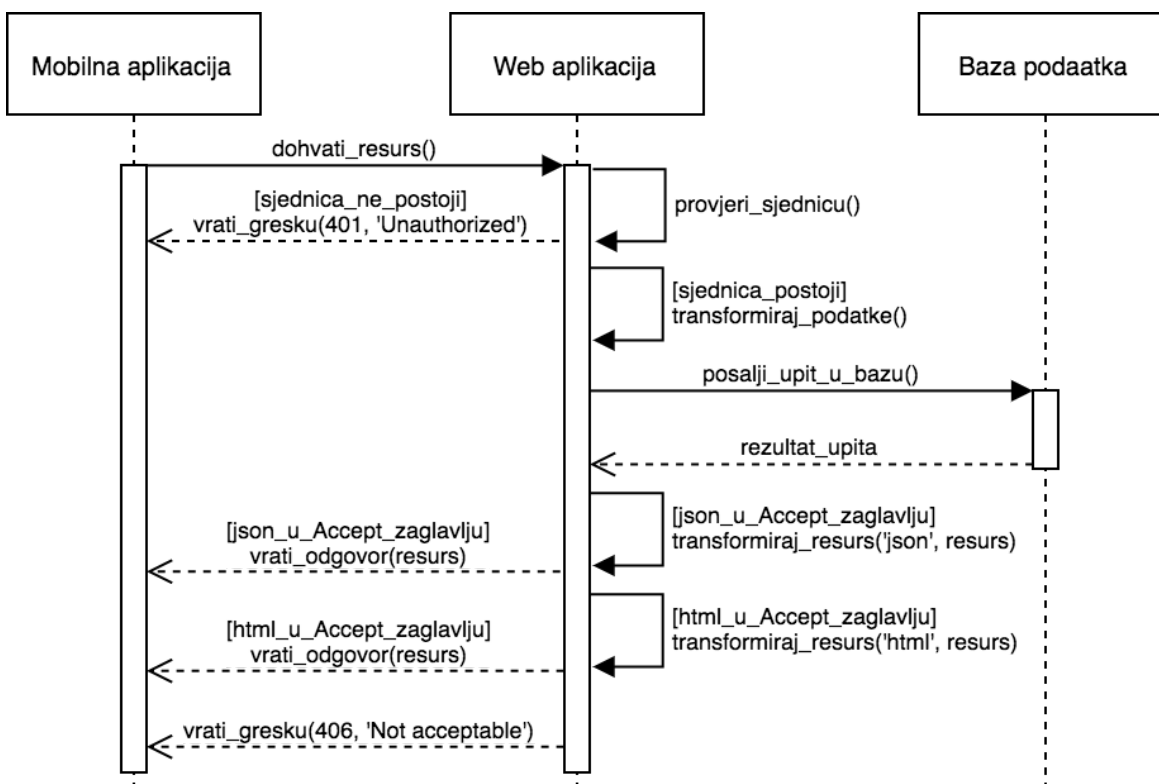 Mobilna aplikacija
Web aplikacija
Baza podaatka
dohvati_resurs()
provjeri_sjednicu()
[sjednica_ne_postoji]
vrati_gresku(401, 'Unauthorized')
[sjednica_postoji]
transformiraj_podatke()
posalji_upit_u_bazu()
rezultat_upita
[json_u_Accept_zaglavlju]
transformiraj_resurs('json', resurs)
[json_u_Accept_zaglavlju]
vrati_odgovor(resurs)
[html_u_Accept_zaglavlju]
transformiraj_resurs('html', resurs)
[html_u_Accept_zaglavlju]
vrati_odgovor(resurs)
vrati_gresku(406, 'Not acceptable')